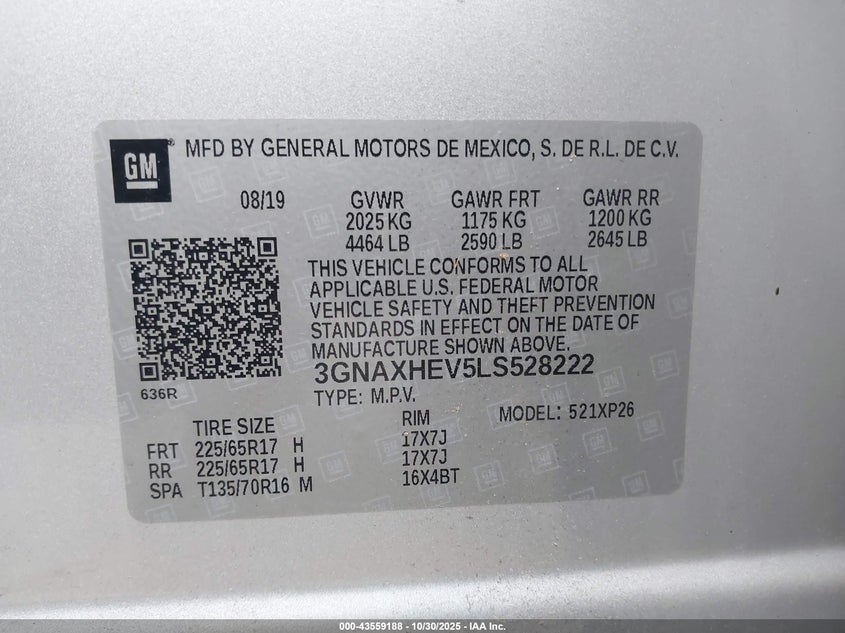 GM
MFD BY GENERAL MOTORS DE MEXICO, S. DE R.L. DE C.V.
08/19 GVWR GAWR FRT GAWR RR
2025 KG 1175 KG 1200 KG
4464 LB 2590 LB 2645 LB
THIS VEHICLE CONFORMS TO ALL
APPLICABLE U.S. FEDERAL MOTOR
VEHICLE SAFETY AND THEFT PREVENTION
STANDARDS IN EFFECT ON THE DATE OF
MANUFACTURE SHOWN ABOVE.
3GNAXHEV5LS528222
636R
TYPE: M.P.V. MODEL: 521XP26
TIRE SIZE RIM
FRT 225/65R17 H 17X7J
RR 225/65R17 H 17X7J
SPA T135/70R16 M 16X4BT
000-43559188 - 10/30/2025 - IAA Inc.